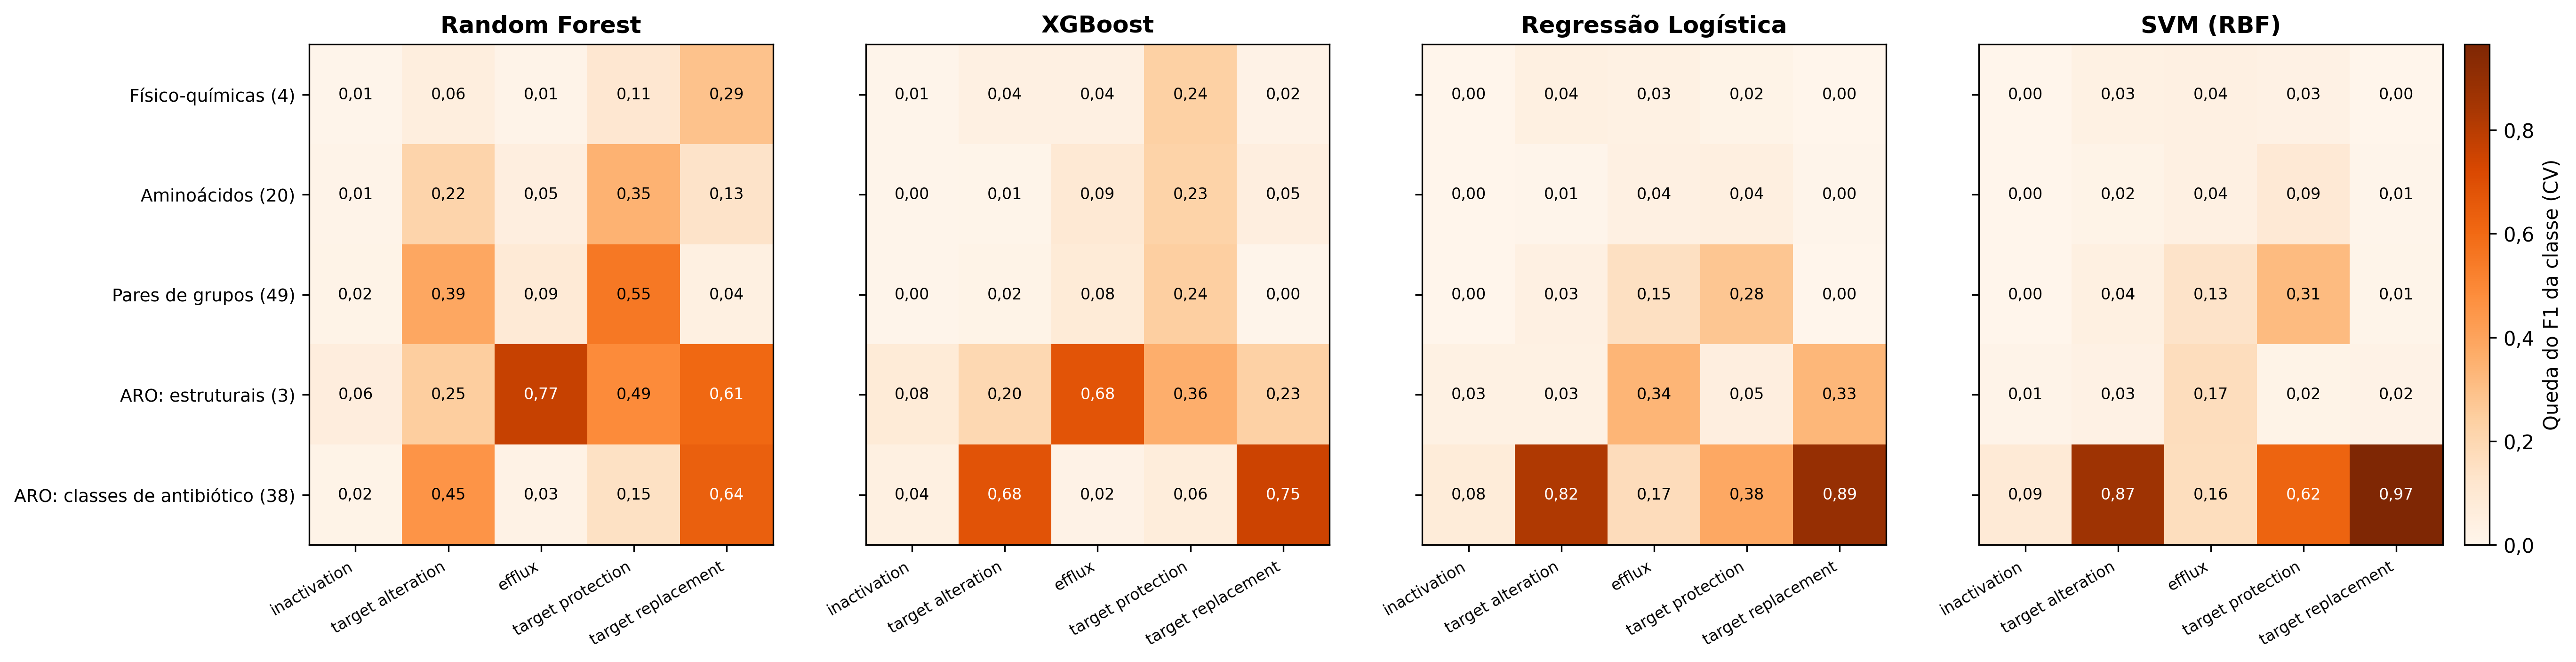 Random Forest
XGBoost
Regressão Logística
SVM (RBF)
Físico-químicas (4)
0,01 0,06 0,01 0,11 0,29
0,01 0,04 0,04 0,24 0,02
0,00 0,04 0,03 0,02 0,00
0,00 0,03 0,04 0,03 0,00
Aminoácidos (20)
0,01 0,22 0,05 0,35 0,13
0,00 0,01 0,09 0,23 0,05
0,00 0,01 0,04 0,04 0,00
0,00 0,02 0,04 0,09 0,01
Pares de grupos (49)
0,02 0,39 0,09 0,55 0,04
0,00 0,02 0,08 0,24 0,00
0,00 0,03 0,15 0,28 0,00
0,00 0,04 0,13 0,31 0,01
ARO: estruturais (3)
0,06 0,25 0,77 0,49 0,61
0,08 0,20 0,68 0,36 0,23
0,03 0,03 0,34 0,05 0,33
0,01 0,03 0,17 0,02 0,02
ARO: classes de antibiótico (38)
0,02 0,45 0,03 0,15 0,64
0,04 0,68 0,02 0,06 0,75
0,08 0,82 0,17 0,38 0,89
0,09 0,87 0,16 0,62 0,97
inactivation
target alteration
efflux
target protection
target replacement
inactivation
target alteration
efflux
target protection
target replacement
inactivation
target alteration
efflux
target protection
target replacement
inactivation
target alteration
efflux
target protection
target replacement
0,8
0,6
0,4
0,2
0,0
Queda do F1 da classe (CV)